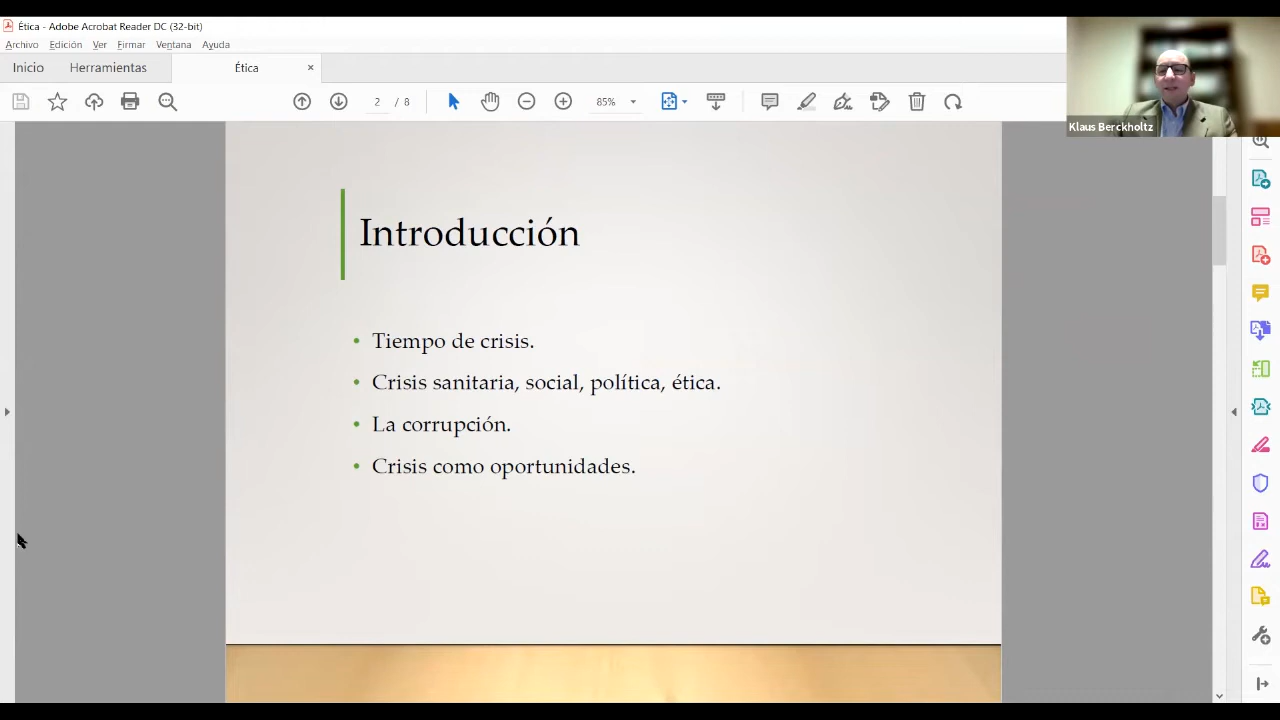 Ética - Adobe Acrobat Reader DC (32-bit)
Archivo Edición Ver Firmar Ventana Ayuda
Inicio Herramientas Ética ×
2 / 8 85%
Klaus Berckholtz
Introducción
• Tiempo de crisis.
• Crisis sanitaria, social, política, ética.
• La corrupción.
• Crisis como oportunidades.